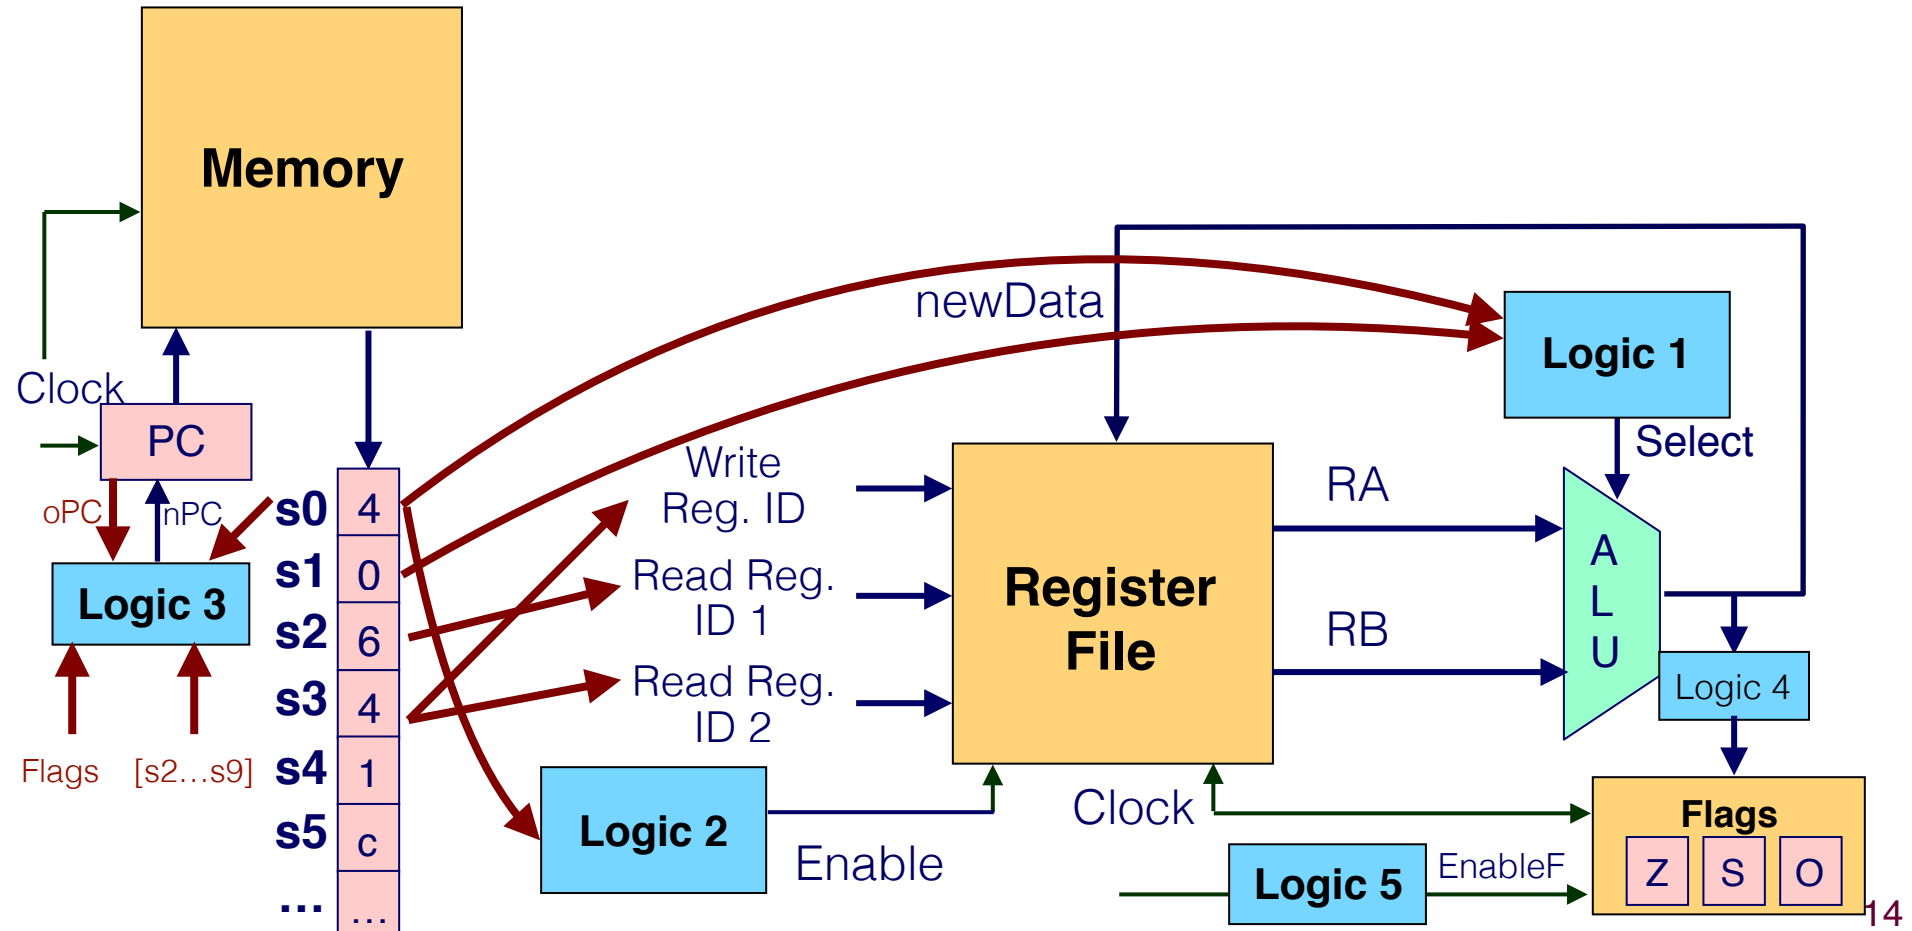 Memory
Clock
PC
oPC
nPC
Logic 3
Flags
[s2...s9]
s0 4
s1 0
s2 6
s3 4
s4 1
s5 c
... ...
Write
Reg. ID
Read Reg.
ID 1
Read Reg.
ID 2
Logic 2
Enable
newData
Register
File
Clock
RA
RB
Logic 1
Select
A
L
U
Logic 4
Flags
Z S O
Logic 5
EnableF
14